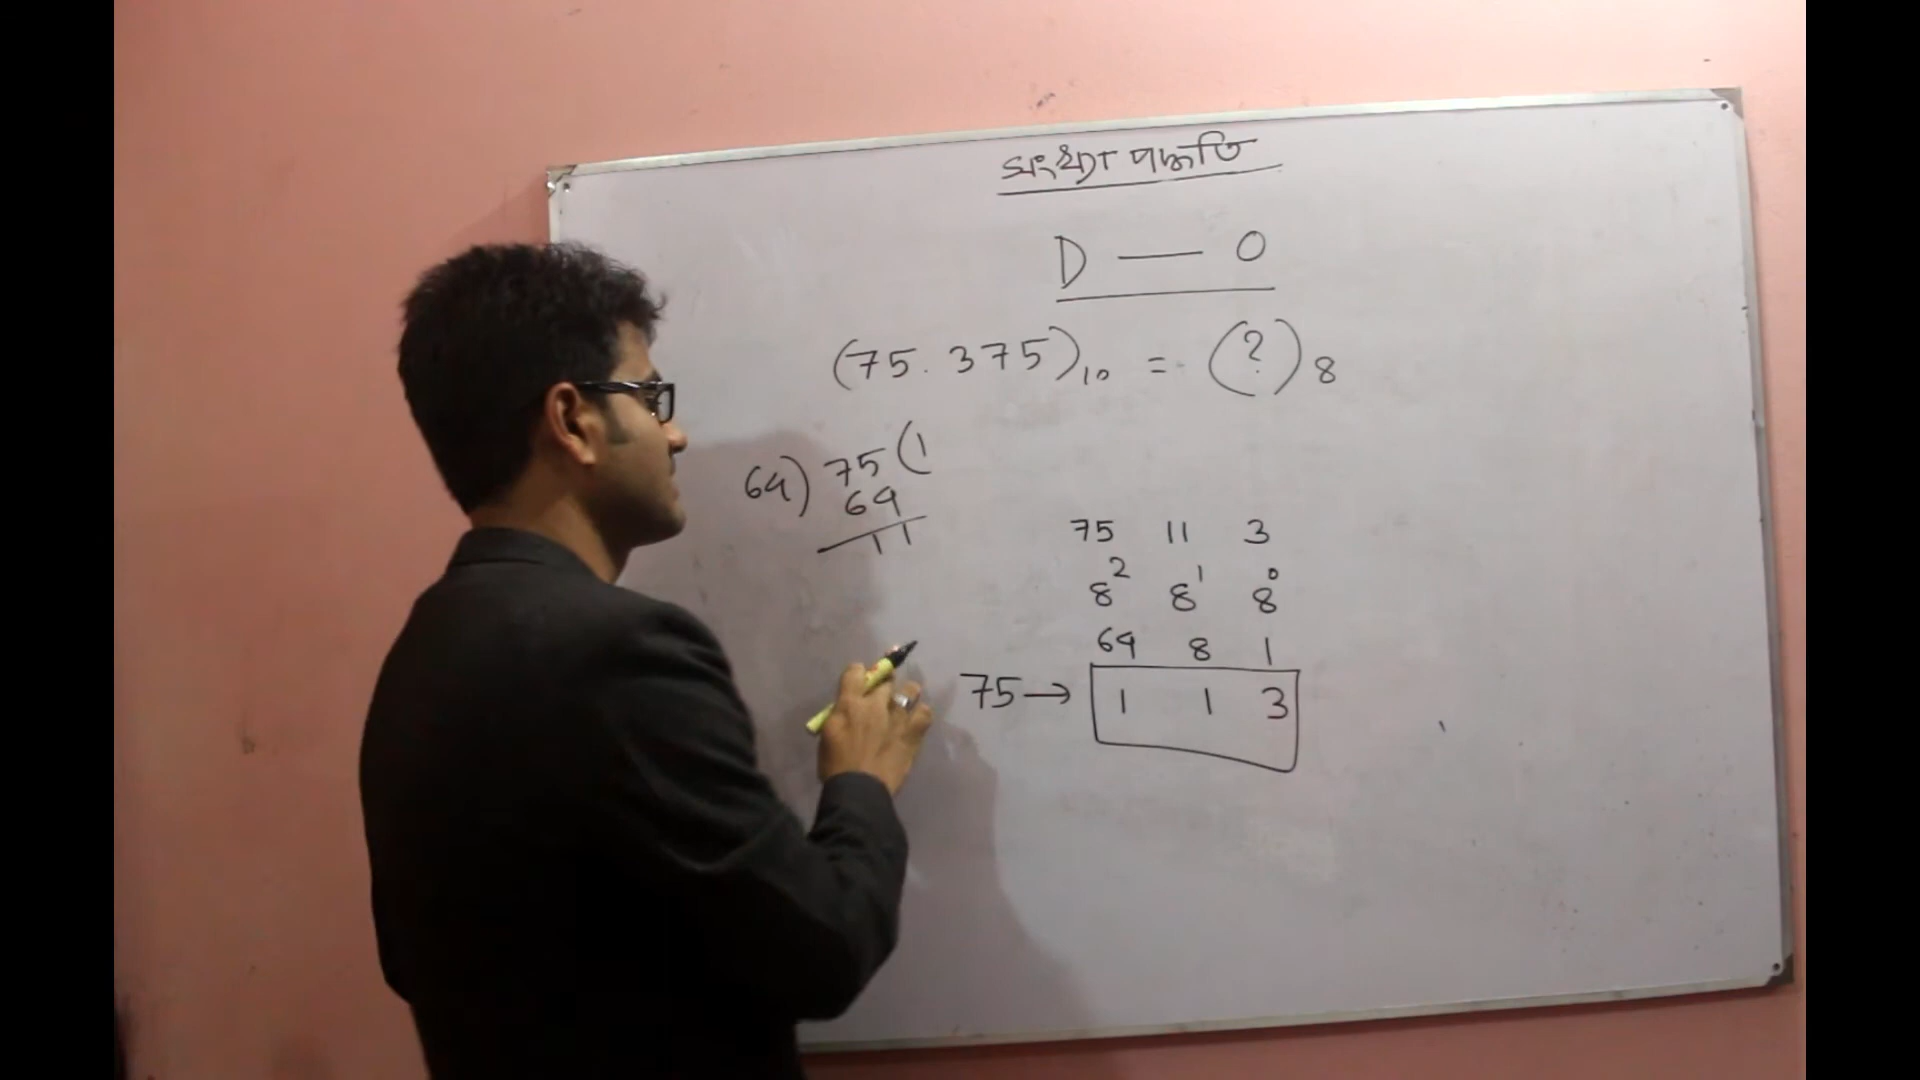 সংখ্যা পদ্ধতি
D — O
(75.375)₁₀ = (?)₈
64) 75 (1
64
11
75 11 3
8² 8¹ 8⁰
64 8 1
75 → 1 1 3